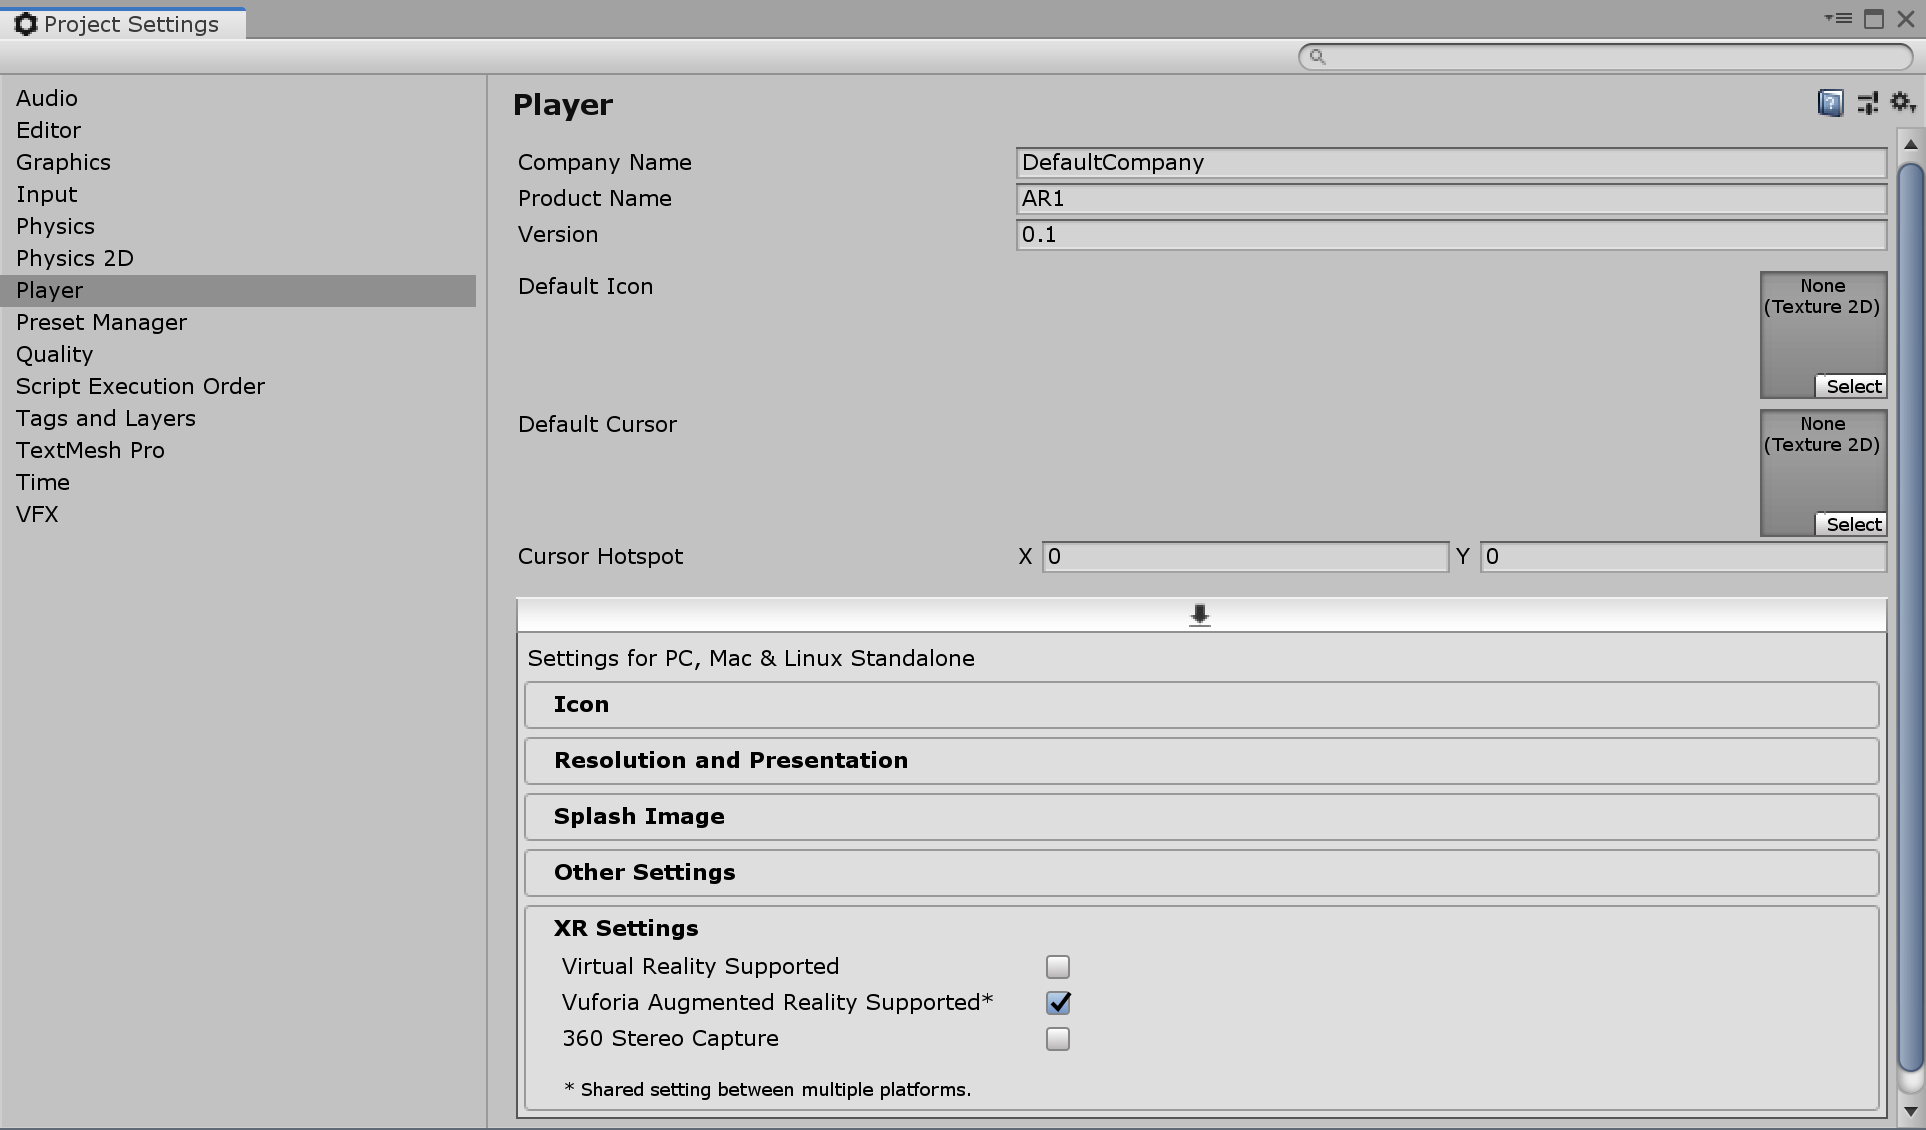 Project Settings
Audio
Editor
Graphics
Input
Physics
Physics 2D
Player
Preset Manager
Quality
Script Execution Order
Tags and Layers
TextMesh Pro
Time
VFX
Player
Company Name DefaultCompany
Product Name AR1
Version 0.1
Default Icon
None
(Texture 2D)
Select
Default Cursor
None
(Texture 2D)
Select
Cursor Hotspot X 0 Y 0
Settings for PC, Mac & Linux Standalone
Icon
Resolution and Presentation
Splash Image
Other Settings
XR Settings
Virtual Reality Supported
Vuforia Augmented Reality Supported*
360 Stereo Capture
* Shared setting between multiple platforms.